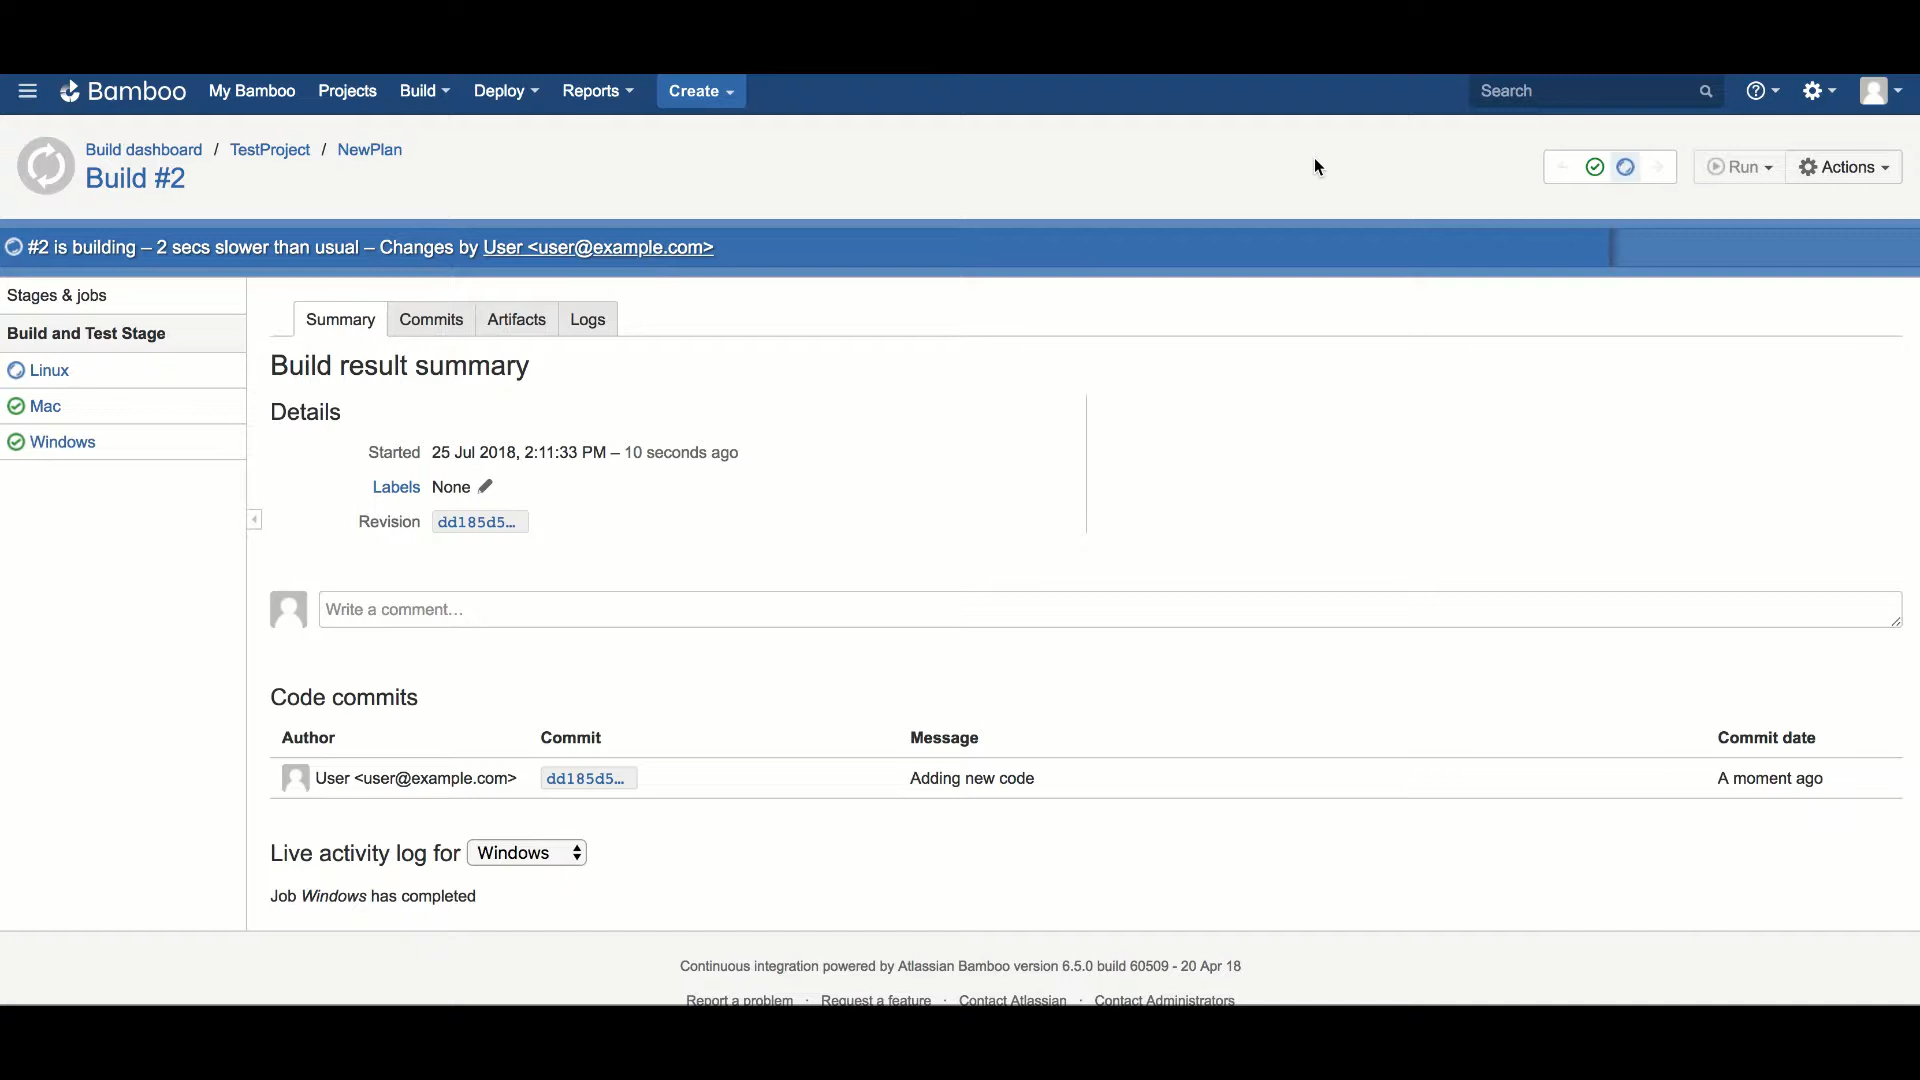 Bamboo My Bamboo Projects Build Deploy Reports Create Search
Build dashboard / TestProject / NewPlan
Build #2
Run Actions
#2 is building – 2 secs slower than usual – Changes by User <user@example.com>
Stages & jobs
Build and Test Stage
Linux
Mac
Windows
Summary Commits Artifacts Logs
Build result summary
Details
Started 25 Jul 2018, 2:11:33 PM – 10 seconds ago
Labels None
Revision dd185d5…
Write a comment…
Code commits
Author Commit Message Commit date
User <user@example.com> dd185d5… Adding new code A moment ago
Live activity log for Windows
Job Windows has completed
Continuous integration powered by Atlassian Bamboo version 6.5.0 build 60509 - 20 Apr 18
Report a problem · Request a feature · Contact Atlassian · Contact Administrators